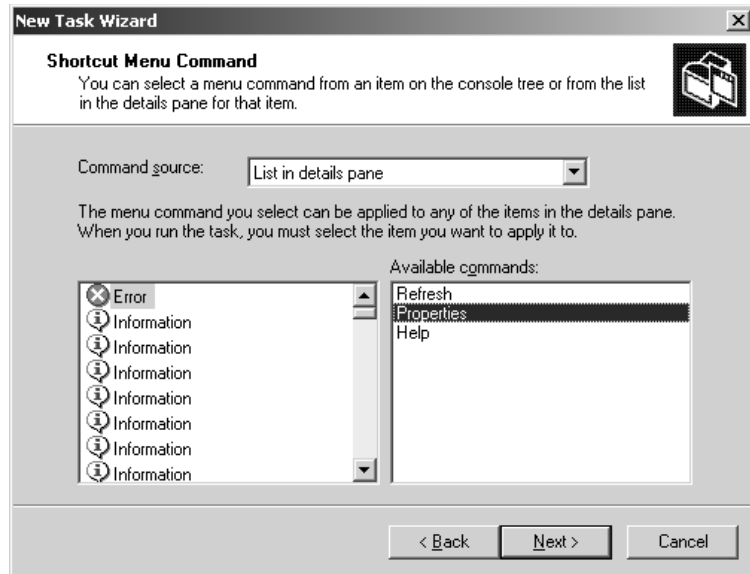 New Task Wizard
Shortcut Menu Command
You can select a menu command from an item on the console tree or from the list
in the details pane for that item.
Command source:
List in details pane
The menu command you select can be applied to any of the items in the details pane.
When you run the task, you must select the item you want to apply it to.
Available commands:
Error
Information
Information
Information
Information
Information
Information
Information
Refresh
Properties
Help
< Back
Next >
Cancel